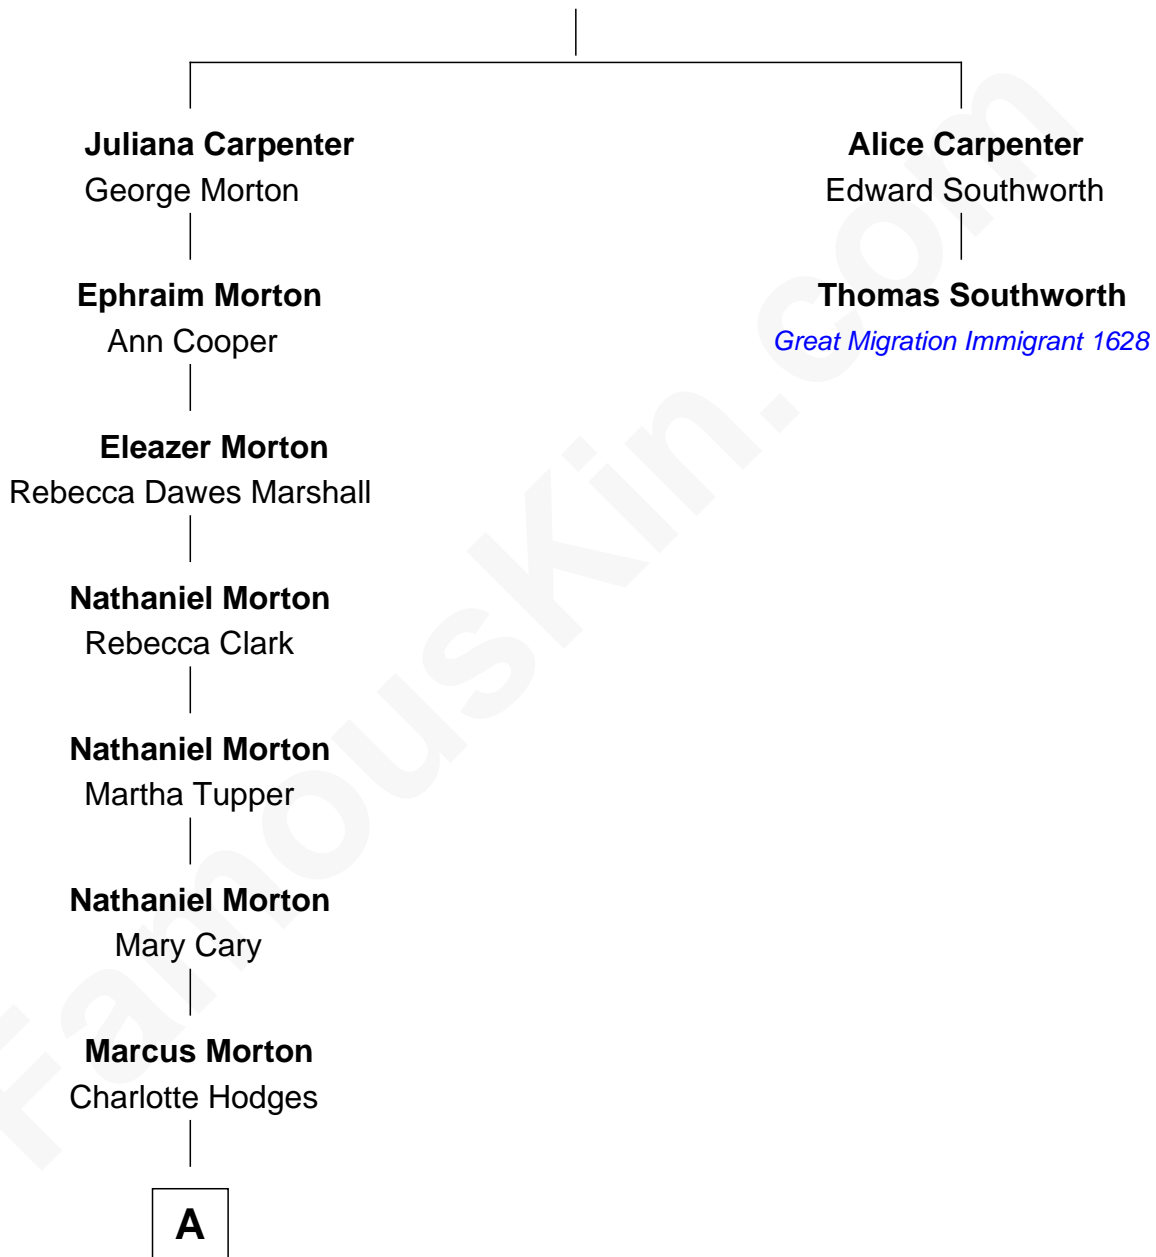 Juliana Carpenter
George Morton
Alice Carpenter
Edward Southworth
Ephraim Morton
Ann Cooper
Thomas Southworth
Great Migration Immigrant 1628
Eleazer Morton
Rebecca Dawes Marshall
Nathaniel Morton
Rebecca Clark
Nathaniel Morton
Martha Tupper
Nathaniel Morton
Mary Cary
Marcus Morton
Charlotte Hodges
A
FamousKin.com